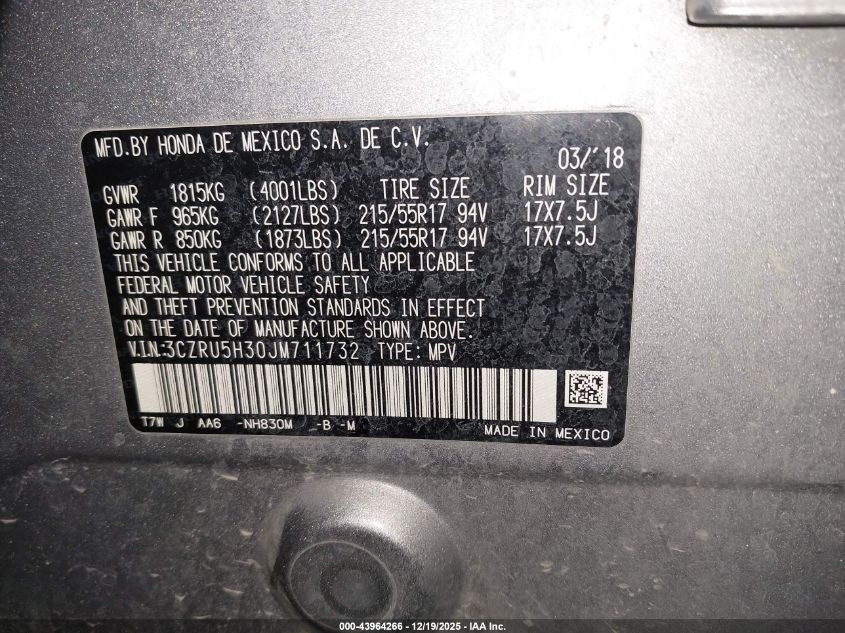 MFD.BY HONDA DE MEXICO S.A. DE C.V.
03/'18
GVWR 1815KG (4001LBS) TIRE SIZE RIM SIZE
GAWR F 965KG (2127LBS) 215/55R17 94V 17X7.5J
GAWR R 850KG (1873LBS) 215/55R17 94V 17X7.5J
THIS VEHICLE CONFORMS TO ALL APPLICABLE
FEDERAL MOTOR VEHICLE SAFETY
AND THEFT PREVENTION STANDARDS IN EFFECT
ON THE DATE OF MANUFACTURE SHOWN ABOVE.
V.I.N.:3CZRU5H30JM711732 TYPE: MPV
T7W J AA6 -NH830M -B -M
MADE IN MEXICO
000-43964266 - 12/19/2025 - IAA Inc.